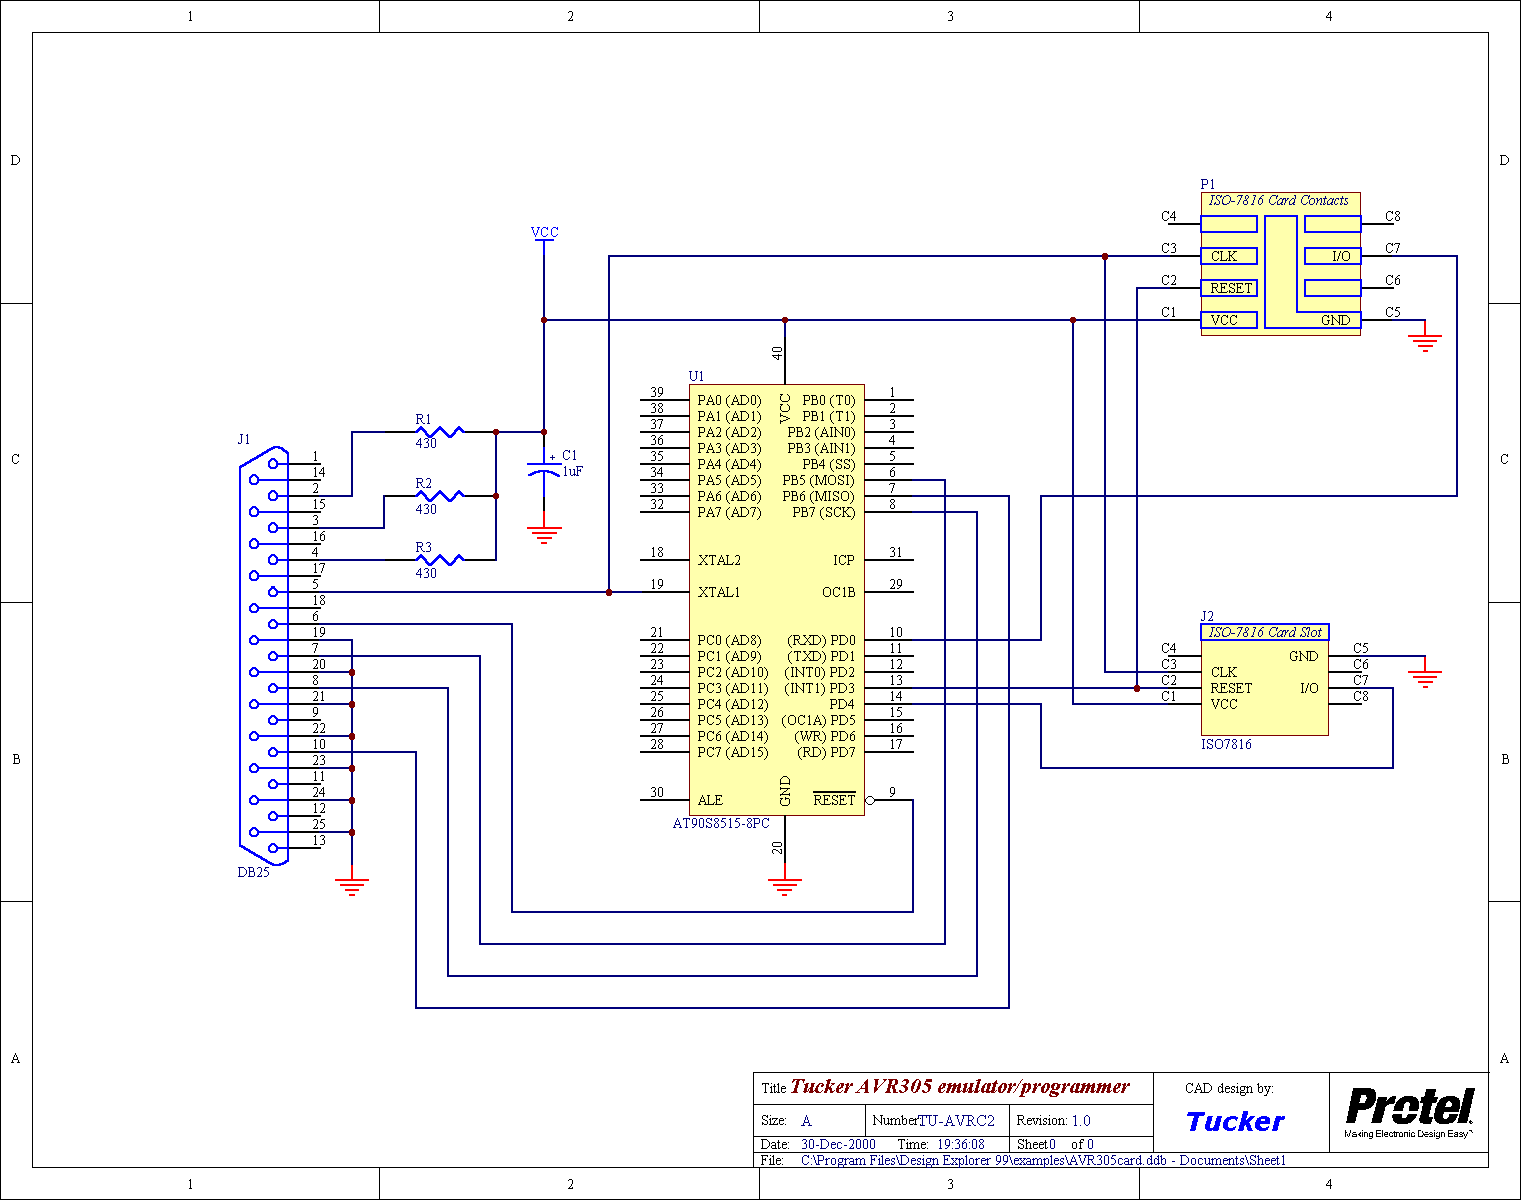 1 2 3 4
D D
C C
B B
A A
P1
ISO-7816 Card Contacts
C4 C8
C3 CLK I/O C7
C2 RESET C6
C1 VCC GND C5
VCC
40
U1
39 PA0 (AD0) VCC PB0 (T0) 1
38 PA1 (AD1) PB1 (T1) 2
37 PA2 (AD2) PB2 (AIN0) 3
36 PA3 (AD3) PB3 (AIN1) 4
35 PA4 (AD4) PB4 (SS) 5
34 PA5 (AD5) PB5 (MOSI) 6
33 PA6 (AD6) PB6 (MISO) 7
32 PA7 (AD7) PB7 (SCK) 8
18 XTAL2 ICP 31
19 XTAL1 OC1B 29
21 PC0 (AD8) (RXD) PD0 10
22 PC1 (AD9) (TXD) PD1 11
23 PC2 (AD10) (INT0) PD2 12
24 PC3 (AD11) (INT1) PD3 13
25 PC4 (AD12) PD4 14
26 PC5 (AD13) (OC1A) PD5 15
27 PC6 (AD14) (WR) PD6 16
28 PC7 (AD15) (RD) PD7 17
30 ALE GND RESET 9
AT90S8515-8PC
20
R1
430
R2
430
R3
430
+ C1
1uF
J1
1
14
2
15
3
16
4
17
5
18
6
19
7
20
8
21
9
22
10
23
11
24
12
25
13
DB25
J2
ISO-7816 Card Slot
C4 GND C5
C3 CLK C6
C2 RESET I/O C7
C1 VCC C8
ISO7816
Title Tucker AVR305 emulator/programmer
Size: A Number TU-AVRC2 Revision: 1.0
Date: 30-Dec-2000 Time: 19:36:08 Sheet 0 of 0
File: C:\Program Files\Design Explorer 99\examples\AVR305card.ddb - Documents\Sheet1
CAD design by:
Tucker
Protel
Making Electronic Design Easy
1 2 3 4